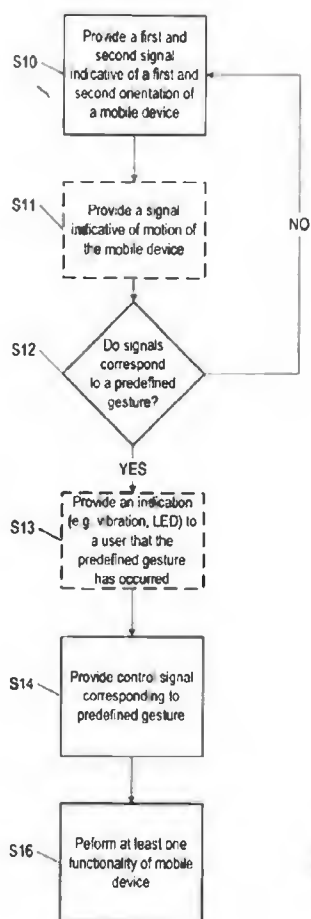 S10
Provide a first and
second signal
indicative of a first and
second orientation of
a mobile device
S11
Provide a signal
indicative of motion of
the mobile device
NO
S12
Do signals
correspond
to a predefined
gesture?
YES
S13
Provide an indication
(e.g. vibration, LED) to
a user that the
predefined gesture
has occurred
S14
Provide control signal
corresponding to
predefined gesture
S16
Peform at least one
functionality of mobile
device